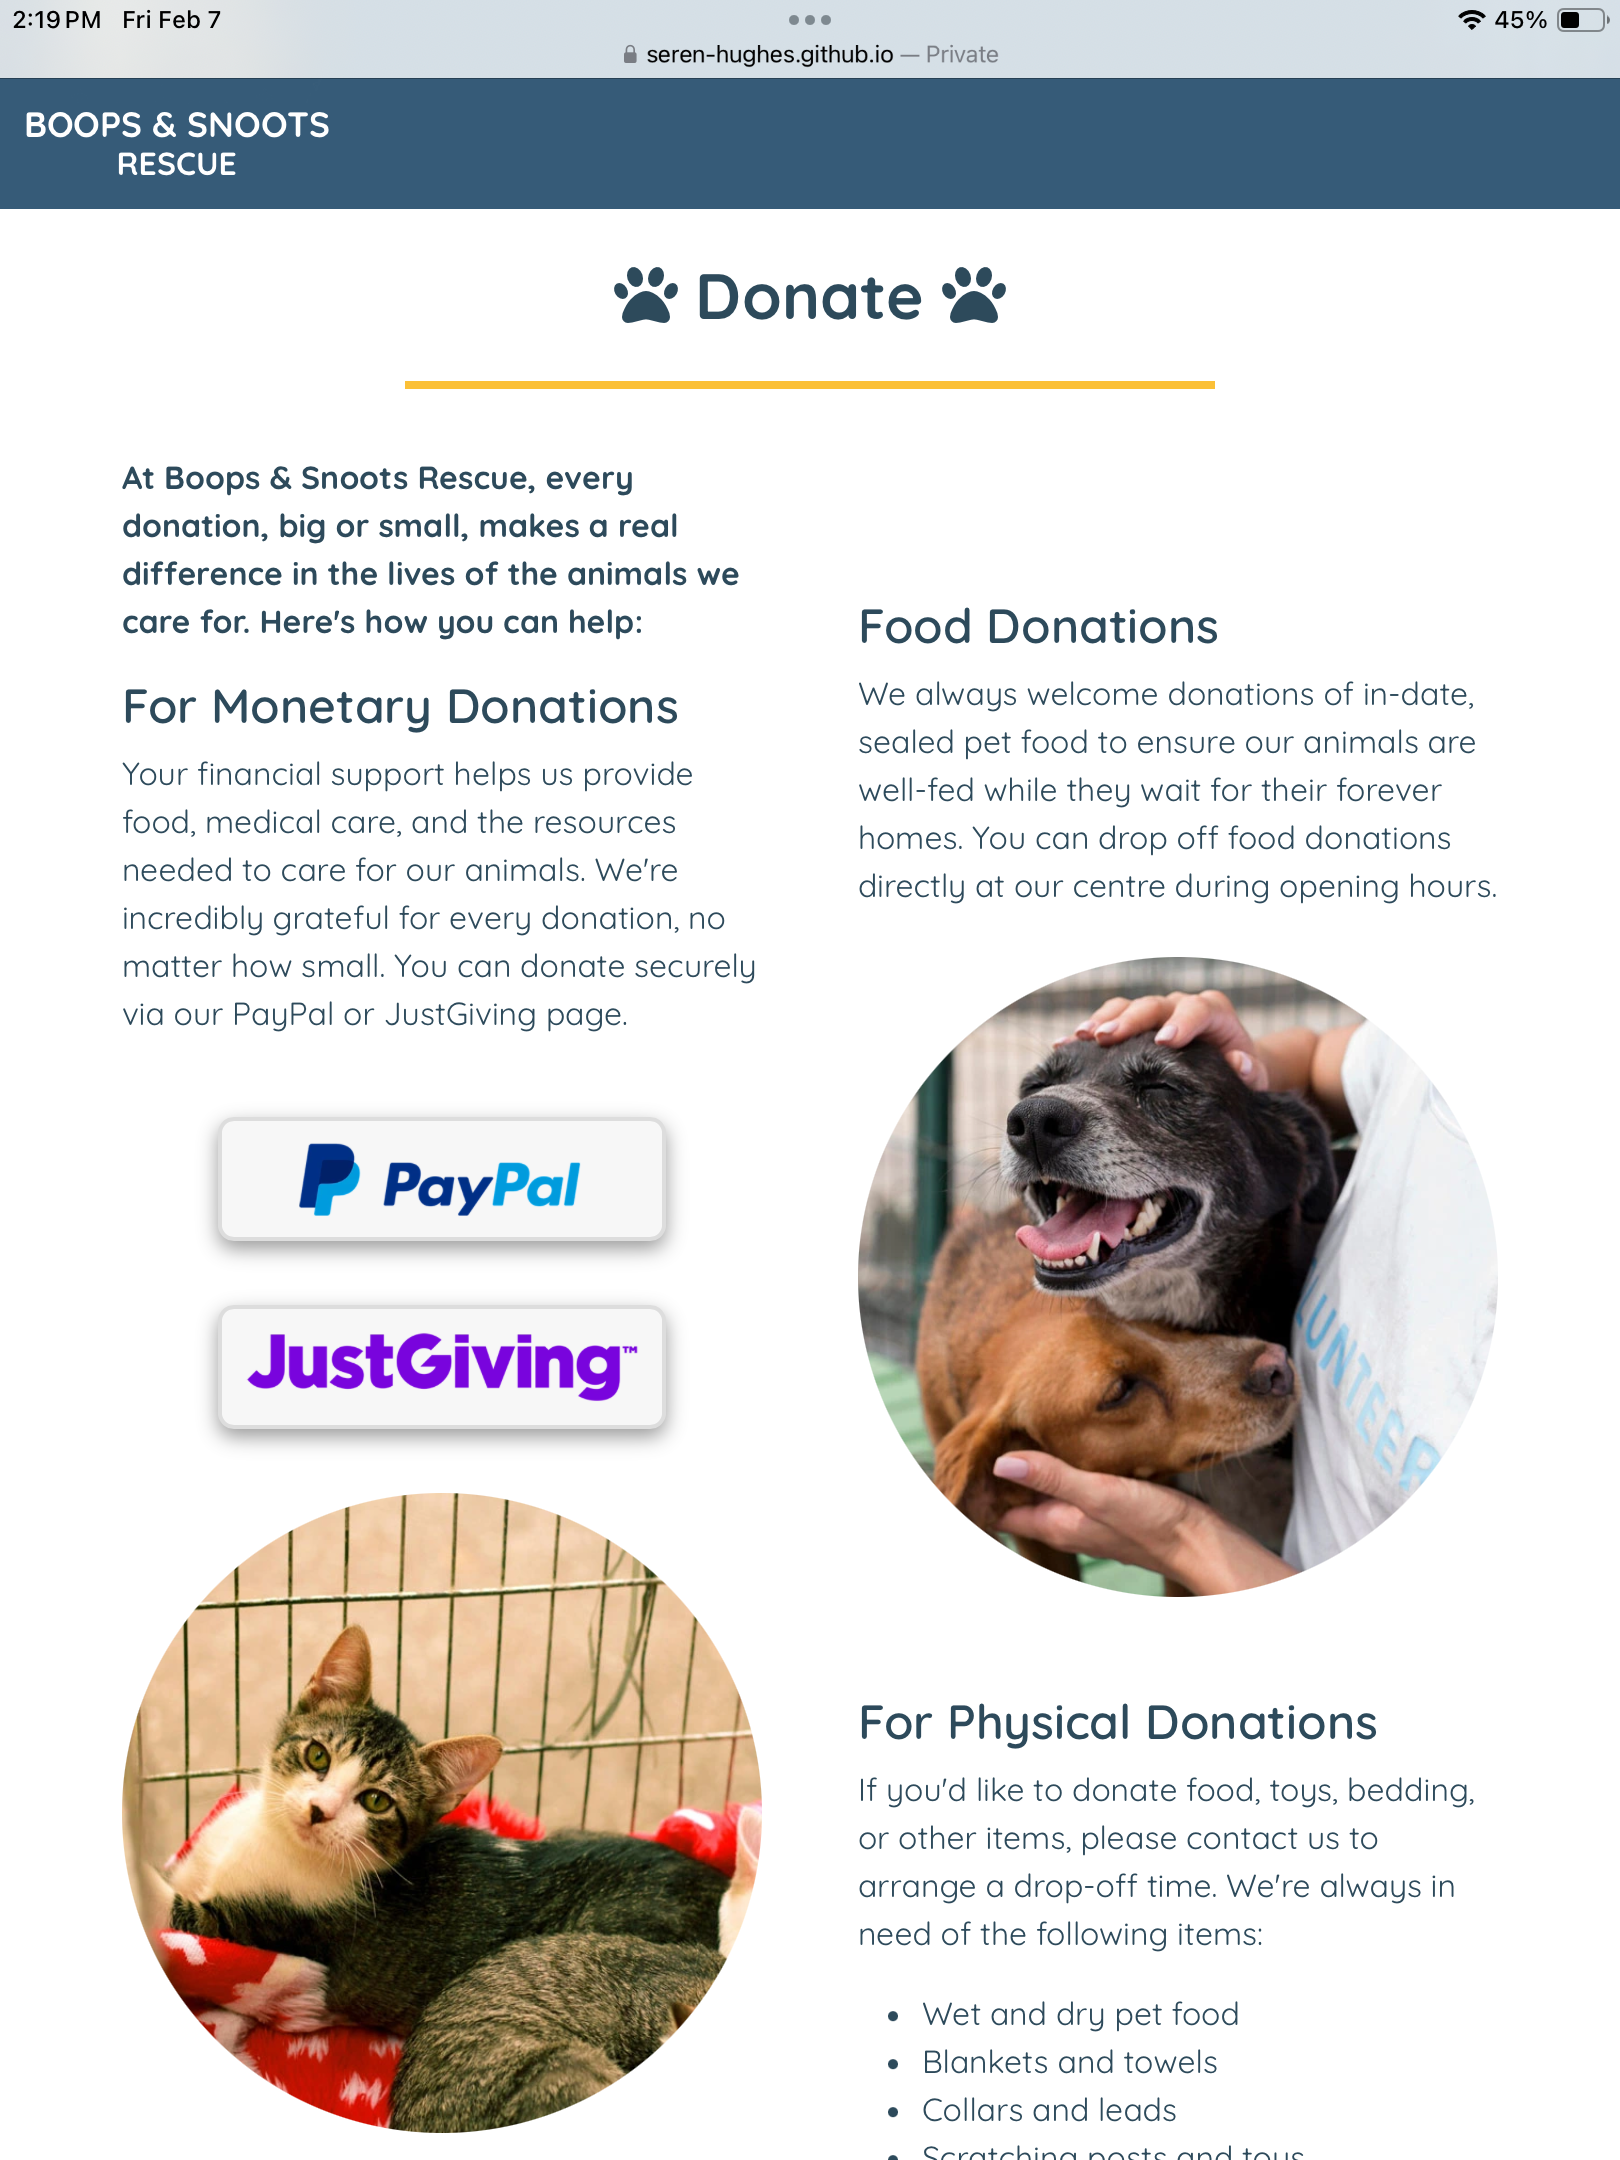 2:19 PM Fri Feb 7
45%
seren-hughes.github.io — Private
BOOPS & SNOOTS
RESCUE
Donate
At Boops & Snoots Rescue, every
donation, big or small, makes a real
difference in the lives of the animals we
care for. Here's how you can help:
For Monetary Donations
Your financial support helps us provide
food, medical care, and the resources
needed to care for our animals. We're
incredibly grateful for every donation, no
matter how small. You can donate securely
via our PayPal or JustGiving page.
PayPal
JustGiving™
Food Donations
We always welcome donations of in-date,
sealed pet food to ensure our animals are
well-fed while they wait for their forever
homes. You can drop off food donations
directly at our centre during opening hours.
LUNTEER
For Physical Donations
If you'd like to donate food, toys, bedding,
or other items, please contact us to
arrange a drop-off time. We're always in
need of the following items:
• Wet and dry pet food
• Blankets and towels
• Collars and leads
• Scratching posts and toys